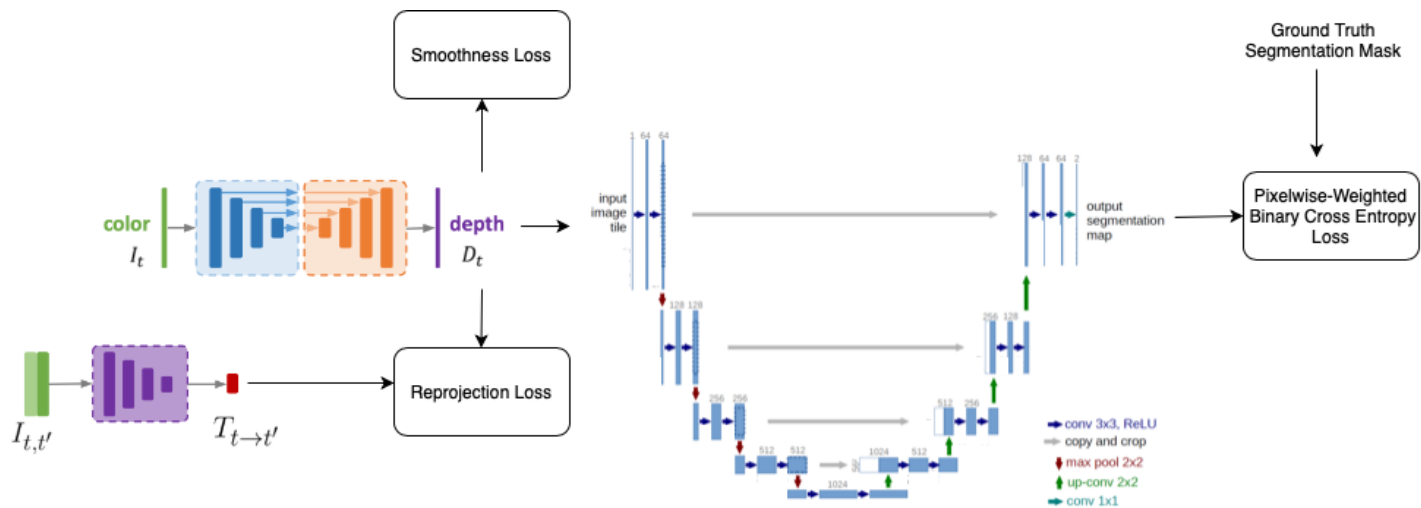 Smoothness Loss
Ground Truth
Segmentation Mask
1 64 64
128 64 64 2
input
image
tile
output
segmentation
map
Pixelwise-Weighted
Binary Cross Entropy
Loss
color
I_t
depth
D_t
128 128
256 128
Reprojection Loss
I_{t,t'}
T_{t→t'}
256 256
512 256
512 512
1024 512
1024
conv 3x3, ReLU
copy and crop
max pool 2x2
up-conv 2x2
conv 1x1